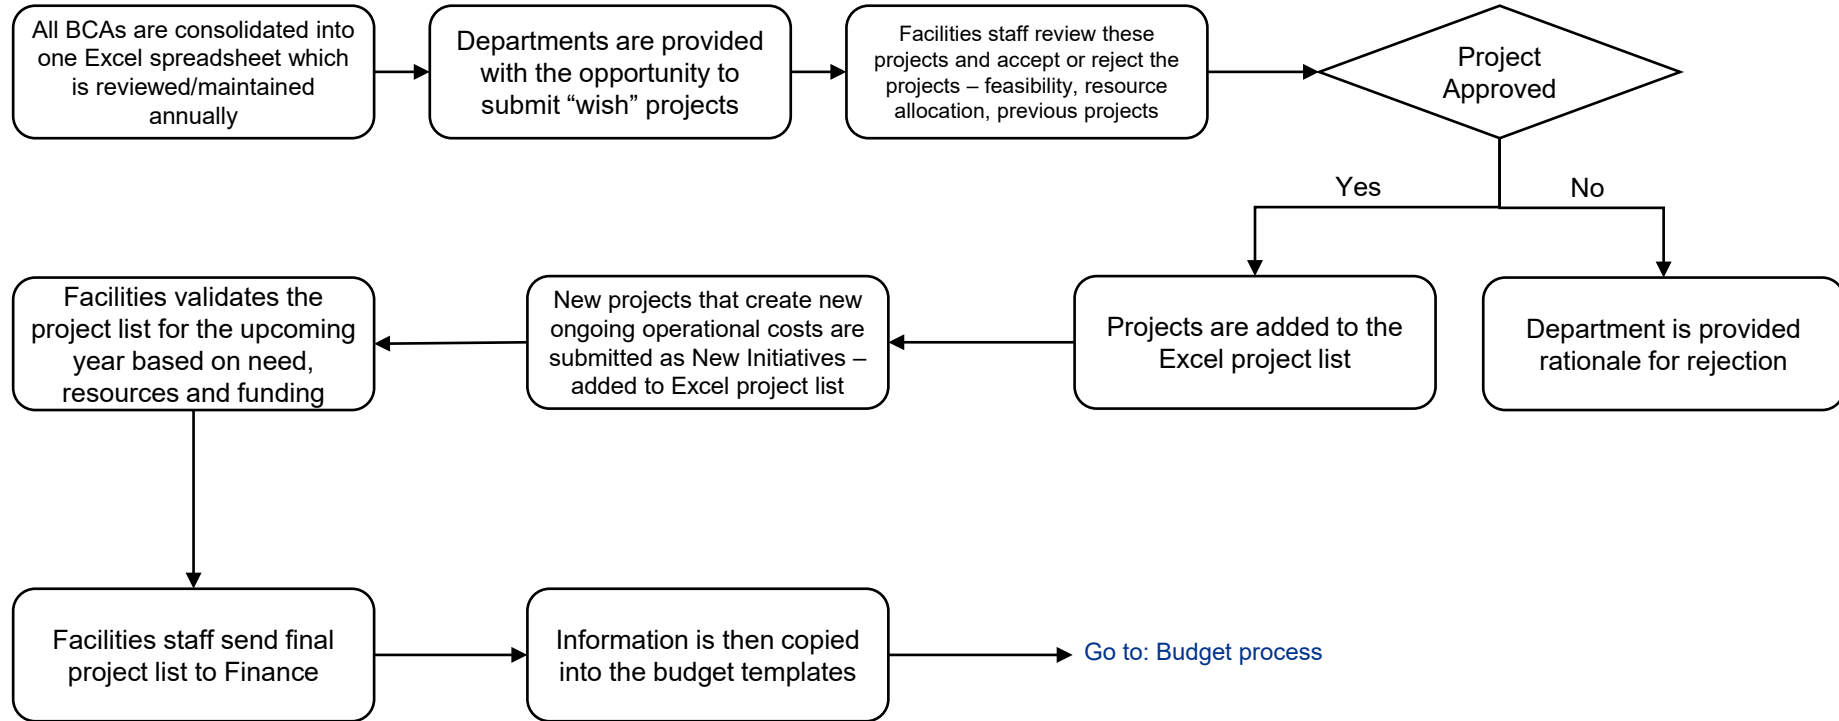 All BCAs are consolidated into
one Excel spreadsheet which
is reviewed/maintained
annually
Departments are provided
with the opportunity to
submit “wish” projects
Facilities staff review these
projects and accept or reject the
projects – feasibility, resource
allocation, previous projects
Project
Approved
Yes
No
Facilities validates the
project list for the upcoming
year based on need,
resources and funding
New projects that create new
ongoing operational costs are
submitted as New Initiatives –
added to Excel project list
Projects are added to the
Excel project list
Department is provided
rationale for rejection
Facilities staff send final
project list to Finance
Information is then copied
into the budget templates
Go to: Budget process